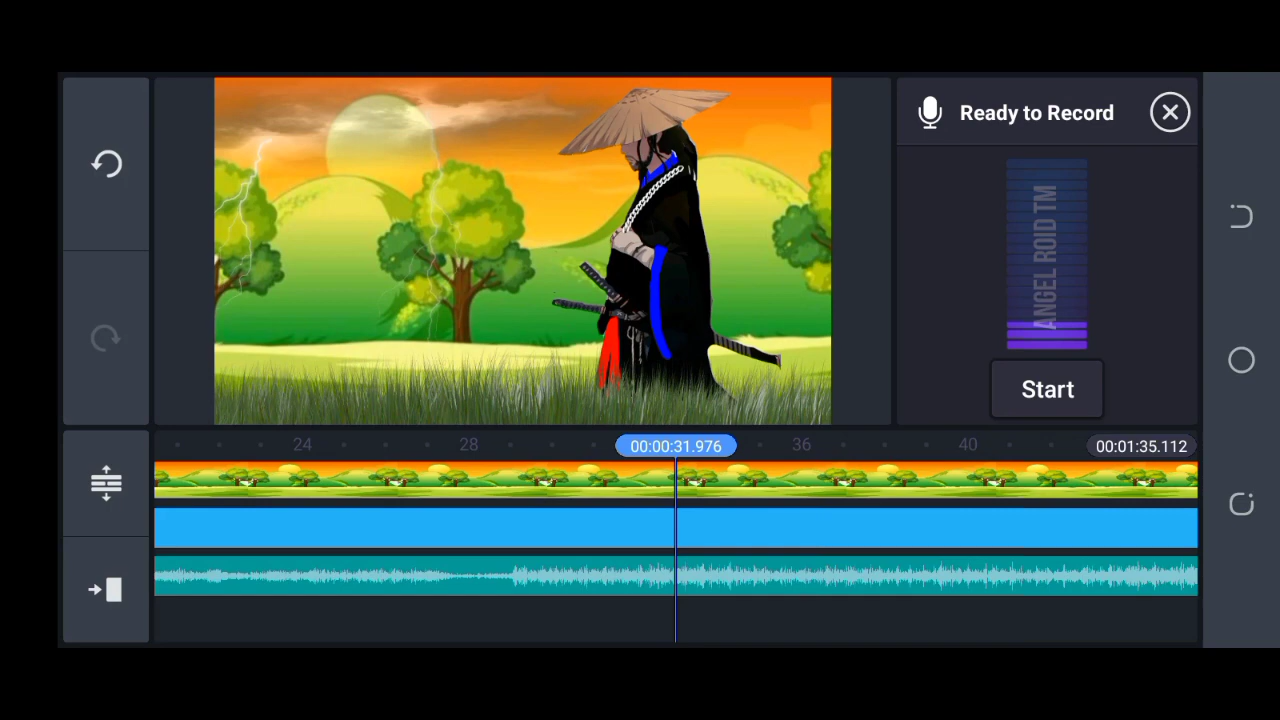 Ready to Record
ANGEL ROID TM
Start
24
28
00:00:31.976
36
40
00:01:35.112